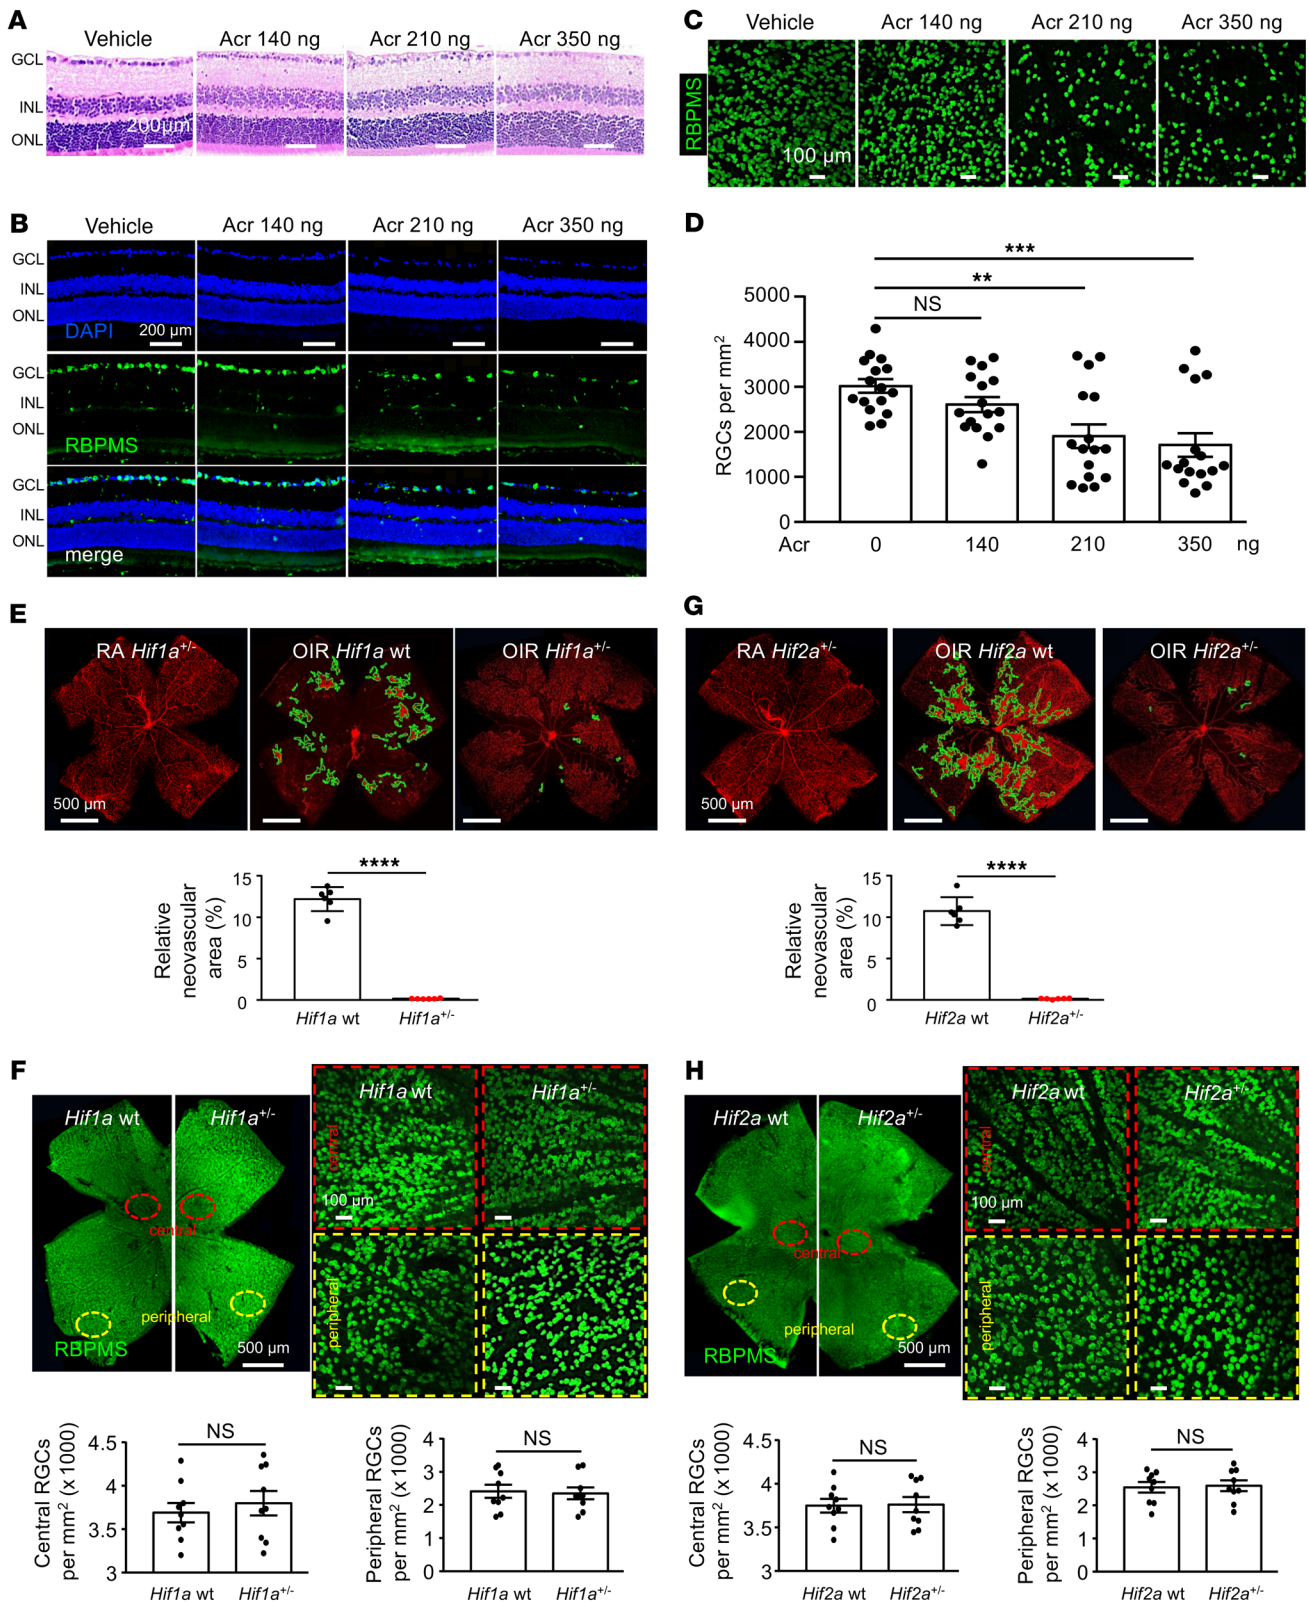 A
Vehicle
Acr 140 ng
Acr 210 ng
Acr 350 ng
GCL
INL
ONL
200µm
B
Vehicle
Acr 140 ng
Acr 210 ng
Acr 350 ng
GCL
INL
ONL
DAPI
200 µm
GCL
INL
ONL
RBPMS
GCL
INL
ONL
merge
C
Vehicle
Acr 140 ng
Acr 210 ng
Acr 350 ng
RBPMS
100 µm
D
***
**
NS
RGCs per mm²
5000
4000
3000
2000
1000
0
Acr
0
140
210
350
ng
E
RA Hif1a+/-
OIR Hif1a wt
OIR Hif1a+/-
500 µm
****
Relative
neovascular
area (%)
15
10
5
0
Hif1a wt
Hif1a+/-
G
RA Hif2a+/-
OIR Hif2a wt
OIR Hif2a+/-
500 µm
****
Relative
neovascular
area (%)
15
10
5
0
Hif2a wt
Hif2a+/-
F
Hif1a wt
Hif1a+/-
central
peripheral
RBPMS
500 µm
Hif1a wt
Hif1a+/-
central
100 µm
peripheral
NS
Central RGCs
per mm² (x 1000)
4.5
4
3.5
3
Hif1a wt
Hif1a+/-
NS
Peripheral RGCs
per mm² (x 1000)
4
3
2
1
0
Hif1a wt
Hif1a+/-
H
Hif2a wt
Hif2a+/-
central
peripheral
RBPMS
500 µm
Hif2a wt
Hif2a+/-
central
100 µm
peripheral
NS
Central RGCs
per mm² (x 1000)
4.5
4
3.5
3
Hif2a wt
Hif2a+/-
NS
Peripheral RGCs
per mm² (x 1000)
4
3
2
1
0
Hif2a wt
Hif2a+/-